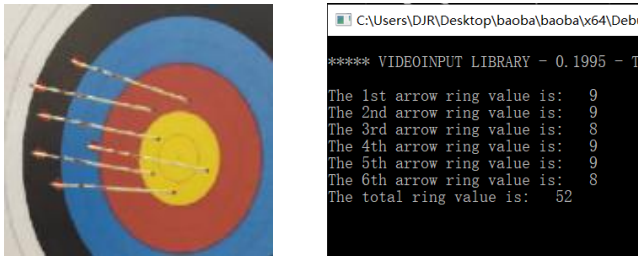 C:\Users\DJR\Desktop\baoba\baoba\x64\Deb
***** VIDEOINPUT LIBRARY - 0.1995 - T
The 1st arrow ring value is: 9
The 2nd arrow ring value is: 9
The 3rd arrow ring value is: 8
The 4th arrow ring value is: 9
The 5th arrow ring value is: 9
The 6th arrow ring value is: 8
The total ring value is: 52